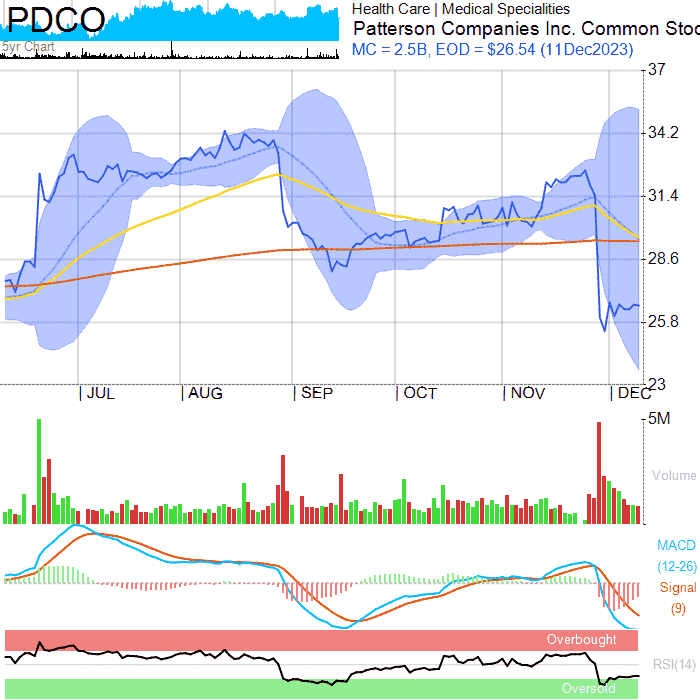 PDCO
5yr Chart
Health Care | Medical Specialities
Patterson Companies Inc. Common Stoc
MC = 2.5B, EOD = $26.54 (11Dec2023)
37
34.2
31.4
28.6
25.8
23
JUL
AUG
SEP
OCT
NOV
DEC
5M
Volume
MACD
(12-26)
Signal
(9)
Overbought
RSI(14)
Oversold